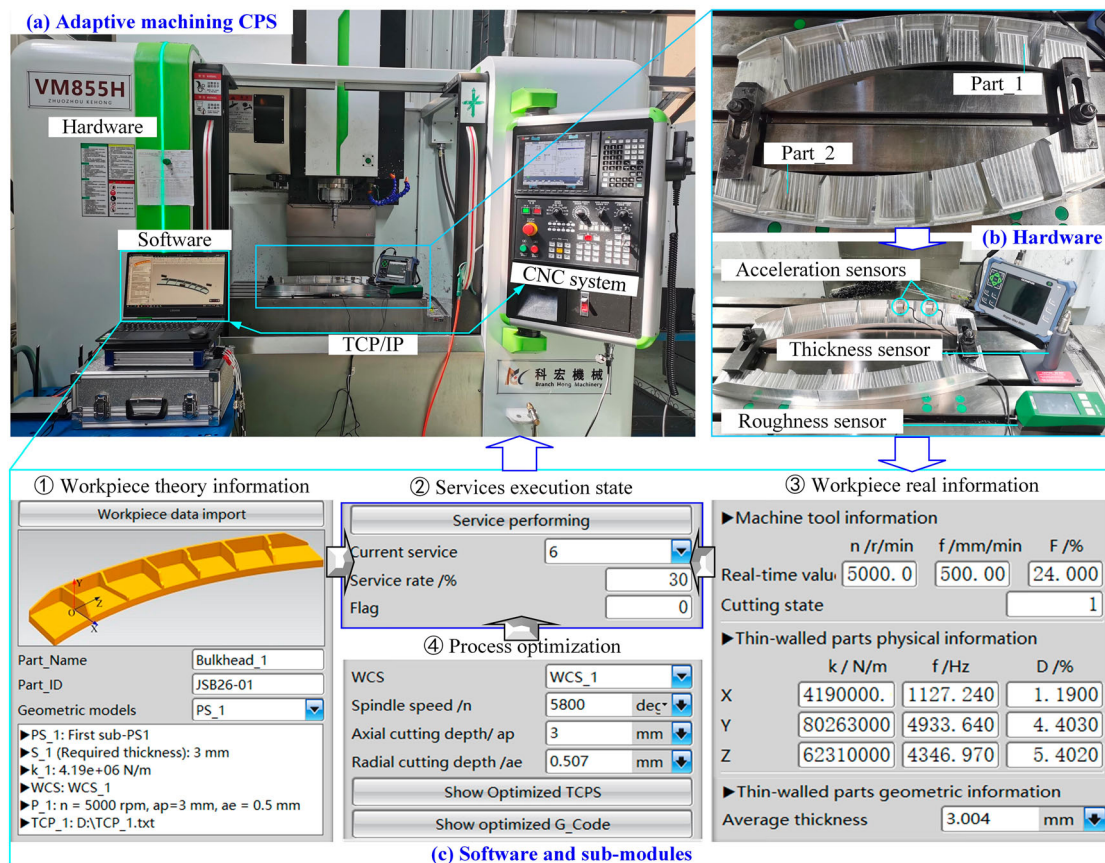 (a) Adaptive machining CPS
VM855H
ZHUOZHOU KEHONG
Hardware
Software
CNC system
TCP/IP
科宏機械
Branch Hong Machinery
Part_1
Part_2
(b) Hardware
Acceleration sensors
Thickness sensor
Roughness sensor
① Workpiece theory information
Workpiece data import
Y
Z
O
X
Part_Name Bulkhead_1
Part_ID JSB26-01
Geometric models PS_1
▶PS_1: First sub-PS1
▶S_1 (Required thickness): 3 mm
▶k_1: 4.19e+06 N/m
▶WCS: WCS_1
▶P_1: n = 5000 rpm, ap=3 mm, ae = 0.5 mm
▶TCP_1: D:\TCP_1.txt
② Services execution state
Service performing
Current service 6
Service rate /% 30
Flag 0
④ Process optimization
WCS WCS_1
Spindle speed /n 5800 deg
Axial cutting depth/ ap 3 mm
Radial cutting depth /ae 0.507 mm
Show Optimized TCPS
Show optimized G_Code
③ Workpiece real information
▶Machine tool information
n /r/min f/mm/min F /%
Real-time valu 5000.0 500.00 24.000
Cutting state 1
▶Thin-walled parts physical information
k / N/m f /Hz D /%
X 4190000. 1127.240 1.1900
Y 80263000 4933.640 4.4030
Z 62310000 4346.970 5.4020
▶Thin-walled parts geometric information
Average thickness 3.004 mm
(c) Software and sub-modules